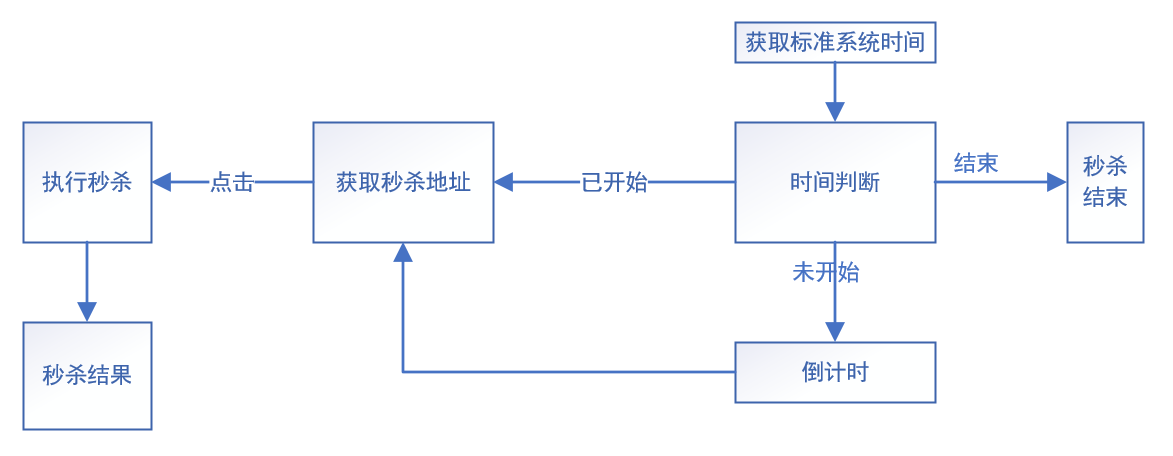 获取标准系统时间
执行秒杀
点击
获取秒杀地址
已开始
时间判断
结束
秒杀
结束
未开始
秒杀结果
倒计时